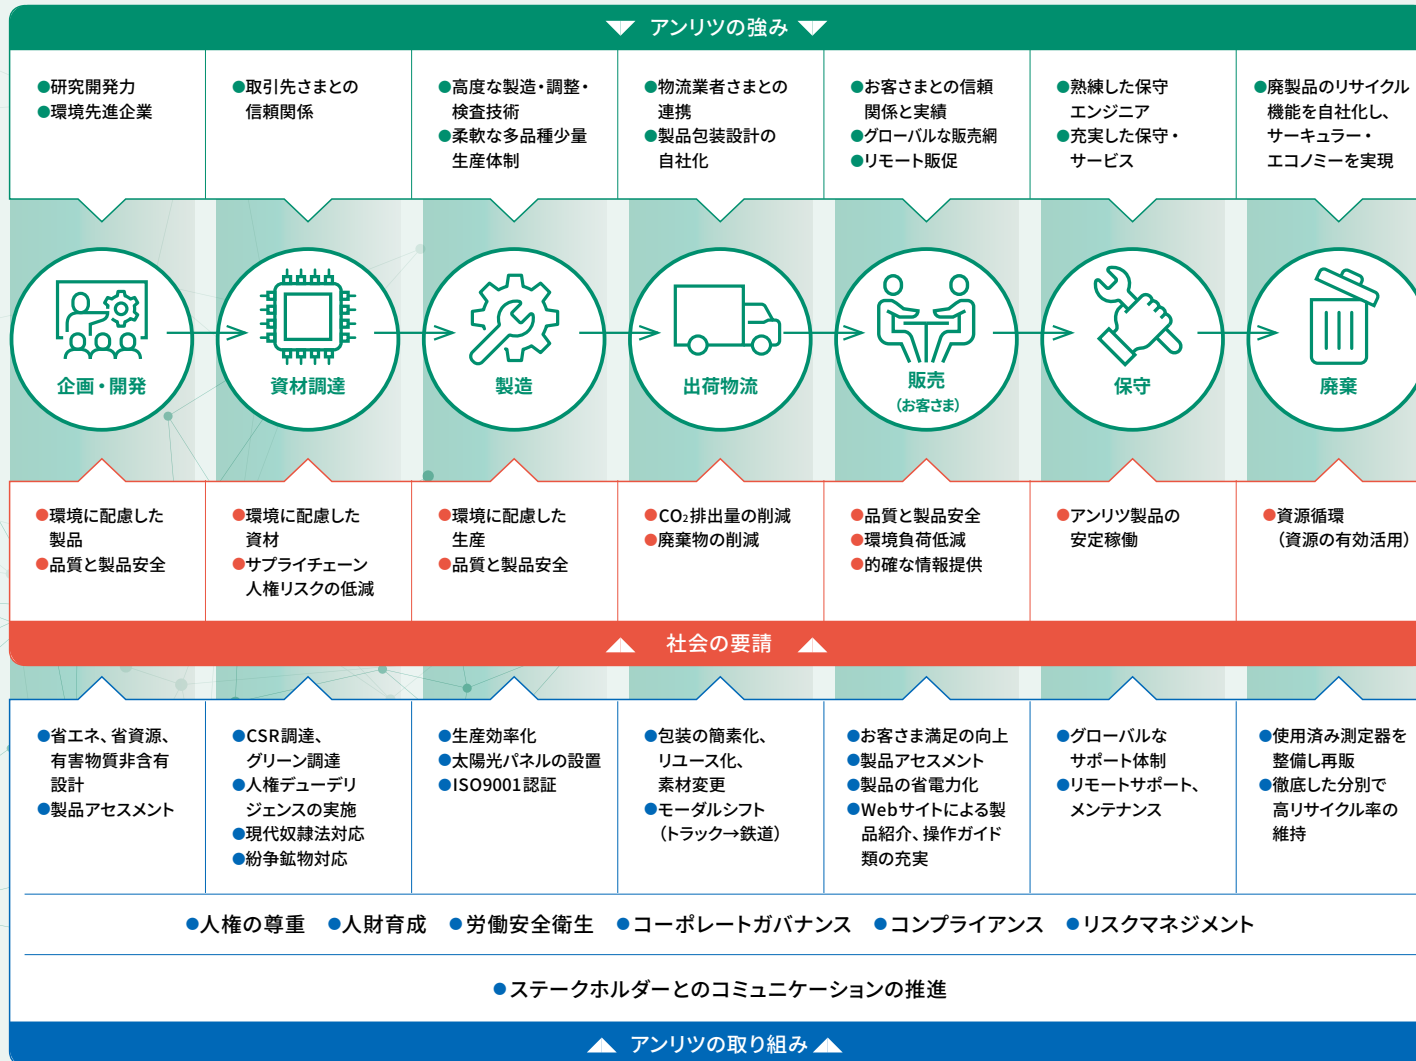 アンリツの強み
●研究開発力
●環境先進企業
●取引先さまとの
信頼関係
●高度な製造・調整・
検査技術
●柔軟な多品種少量
生産体制
●物流業者さまとの
連携
●製品包装設計の
自社化
●お客さまとの信頼
関係と実績
●グローバルな販売網
●リモート販促
●熟練した保守
エンジニア
●充実した保守・
サービス
●廃製品のリサイクル
機能を自社化し、
サーキュラー・
エコノミーを実現
企画・開発
資材調達
製造
出荷物流
販売
（お客さま）
保守
廃棄
●環境に配慮した
製品
●品質と製品安全
●環境に配慮した
資材
●サプライチェーン
人権リスクの低減
●環境に配慮した
生産
●品質と製品安全
●CO₂排出量の削減
●廃棄物の削減
●品質と製品安全
●環境負荷低減
●的確な情報提供
●アンリツ製品の
安定稼働
●資源循環
（資源の有効活用）
社会の要請
●省エネ、省資源、
有害物質非含有
設計
●製品アセスメント
●CSR調達、
グリーン調達
●人権デューデリ
ジェンスの実施
●現代奴隷法対応
●紛争鉱物対応
●生産効率化
●太陽光パネルの設置
●ISO9001認証
●包装の簡素化、
リユース化、
素材変更
●モーダルシフト
（トラック→鉄道）
●お客さま満足の向上
●製品アセスメント
●製品の省電力化
●Webサイトによる製
品紹介、操作ガイド
類の充実
●グローバルな
サポート体制
●リモートサポート、
メンテナンス
●使用済み測定器を
整備し再販
●徹底した分別で
高リサイクル率の
維持
●人権の尊重 ●人財育成 ●労働安全衛生 ●コーポレートガバナンス ●コンプライアンス ●リスクマネジメント
●ステークホルダーとのコミュニケーションの推進
アンリツの取り組み